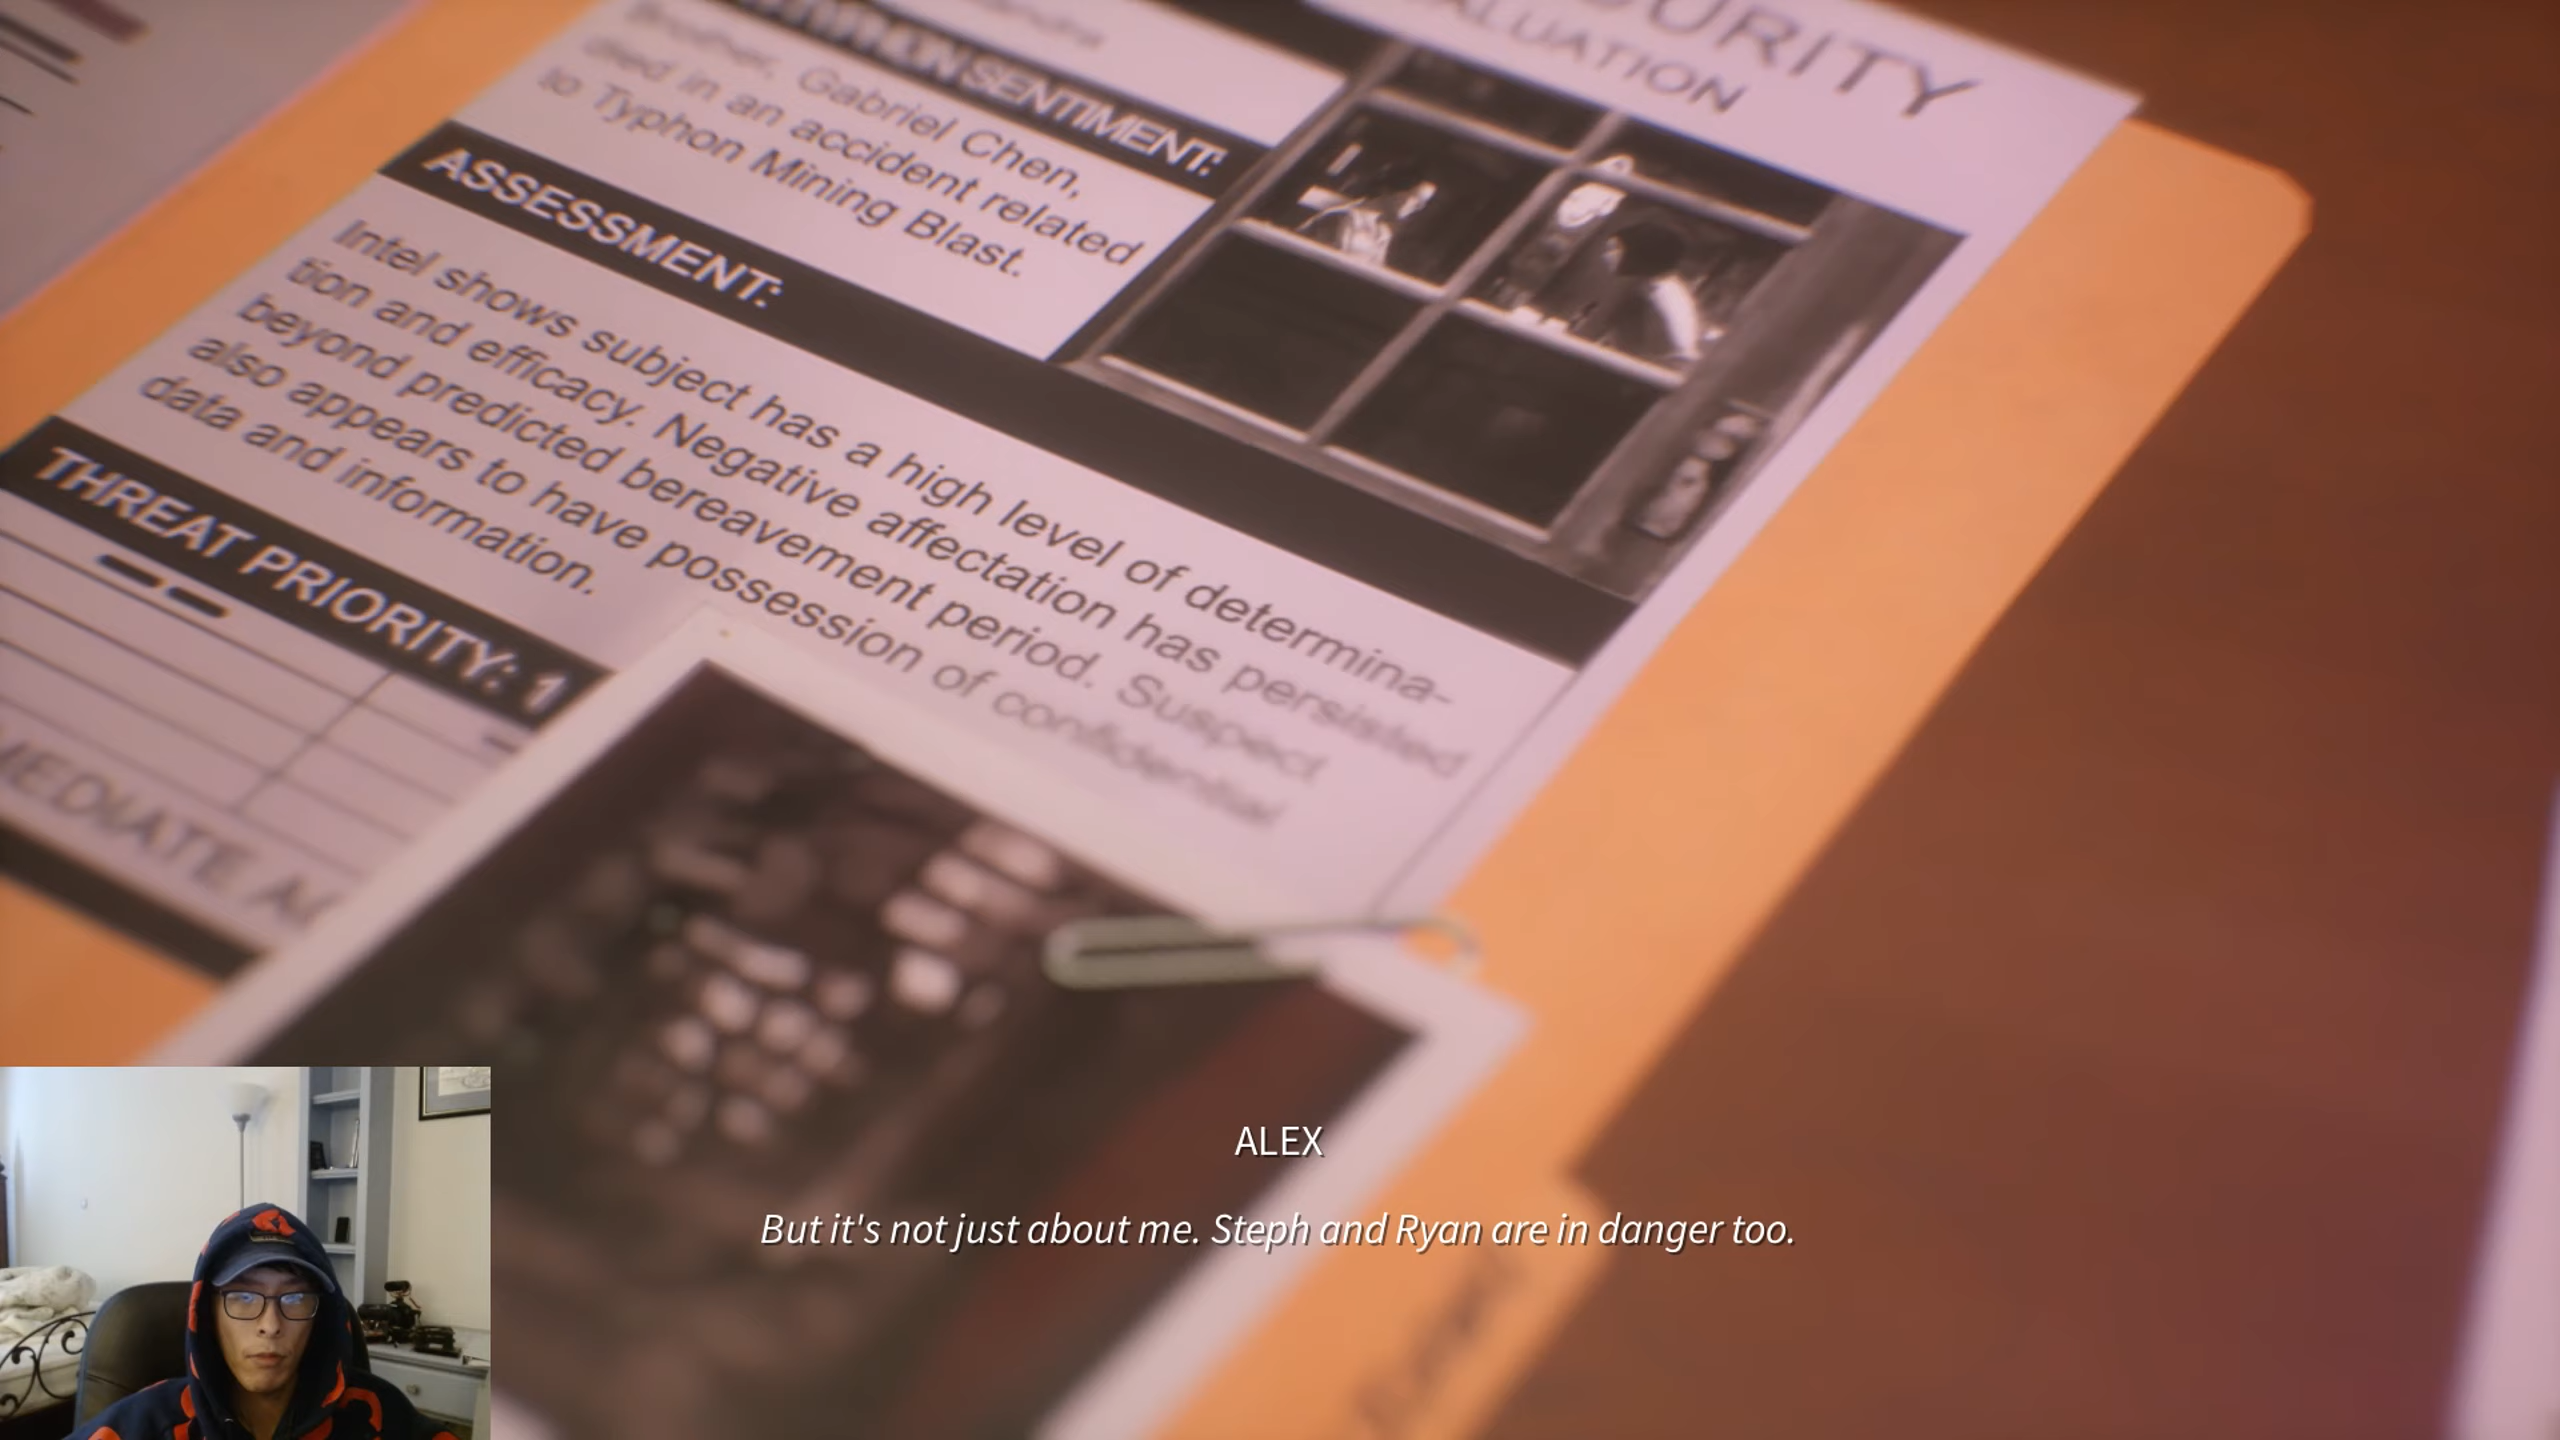 ALUATION
SENTIMENT:
Brother, Gabriel Chen,
died in an accident related
to Typhon Mining Blast.
ASSESSMENT:
Intel shows subject has a high level of determina-
tion and efficacy. Negative affectation has persisted
beyond predicted bereavement period. Suspect
also appears to have possession of confidential
data and information.
THREAT PRIORITY: 1
ALEX
But it's not just about me. Steph and Ryan are in danger too.